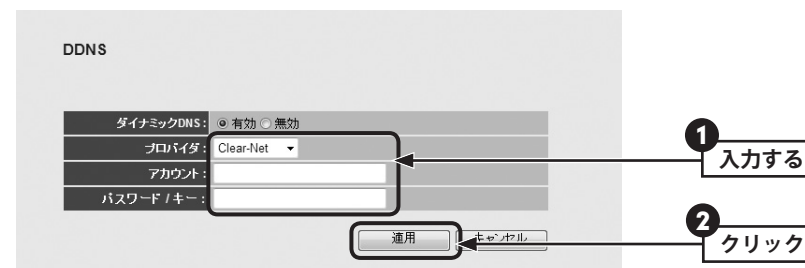 DDNS
ダイナミックDNS : 有効 無効
プロバイダ : Clear-Net
アカウント :
パスワード / キー :
適用 キャンセル
1 入力する
2 クリック